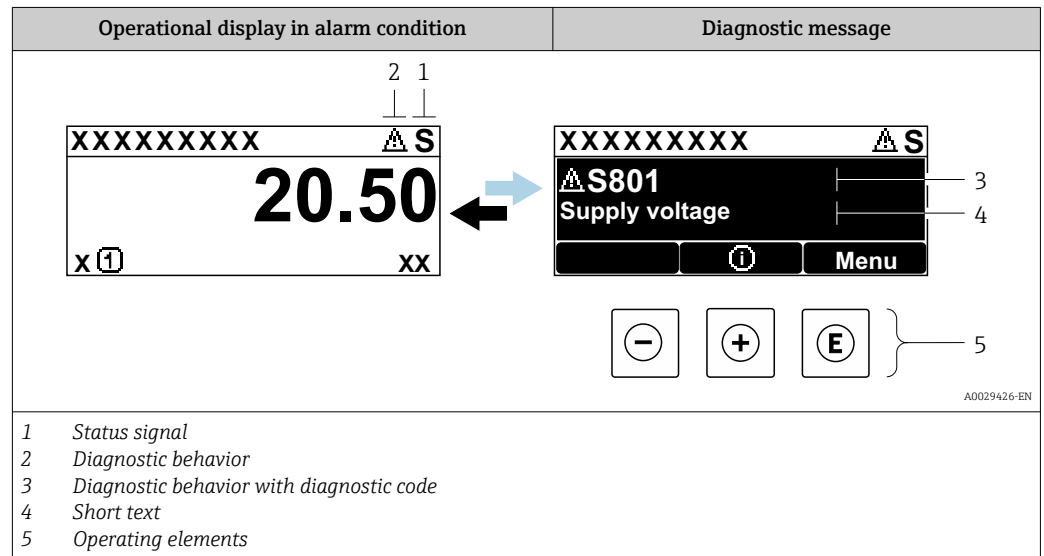 Operational display in alarm condition
Diagnostic message
2 1
XXXXXXXXX S
20.50
X 1 XX
XXXXXXXXX S
S801
Supply voltage
i Menu
3
4
- + E
5
A0029426-EN
1 Status signal
2 Diagnostic behavior
3 Diagnostic behavior with diagnostic code
4 Short text
5 Operating elements